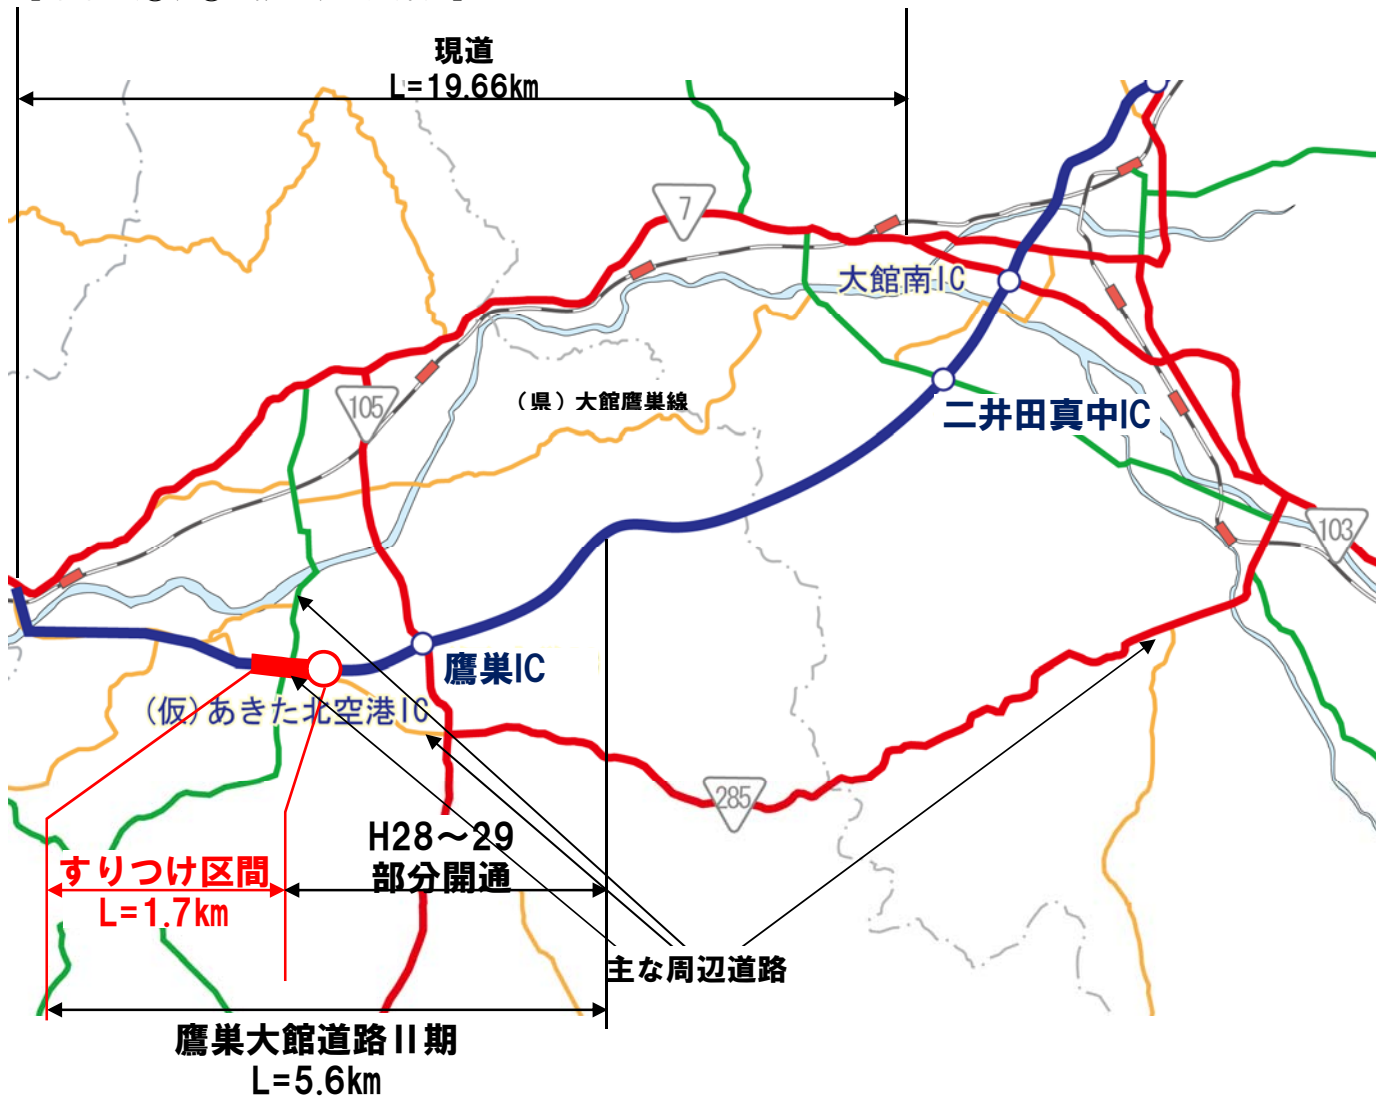 現道
L=19.66km
7
大館南IC
105
(県)大館鷹巣線
二井田真中IC
103
鷹巣IC
(仮)あきた北空港IC
285
H28～29
部分開通
すりつけ区間
L=1.7km
主な周辺道路
鷹巣大館道路Ⅱ期
L=5.6km